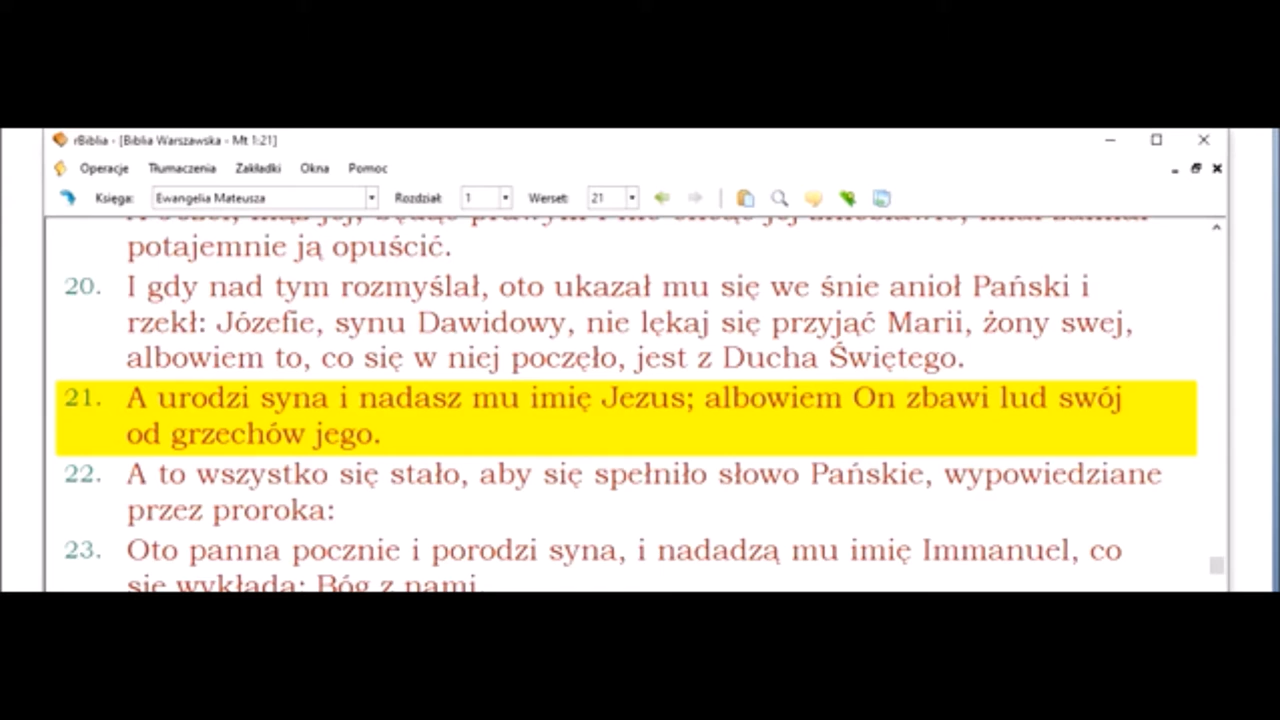 rBiblia - [Biblia Warszawska - Mt 1:21]
Operacje Tłumaczenia Zakładki Okna Pomoc
Księga: Ewangelia Mateusza Rozdział: 1 Werset: 21
potajemnie ją opuścić.
20. I gdy nad tym rozmyślał, oto ukazał mu się we śnie anioł Pański i
rzekł: Józefie, synu Dawidowy, nie lękaj się przyjąć Marii, żony swej,
albowiem to, co się w niej poczęło, jest z Ducha Świętego.
21. A urodzi syna i nadasz mu imię Jezus; albowiem On zbawi lud swój
od grzechów jego.
22. A to wszystko się stało, aby się spełniło słowo Pańskie, wypowiedziane
przez proroka:
23. Oto panna pocznie i porodzi syna, i nadadzą mu imię Immanuel, co
się wykłada: Bóg z nami.